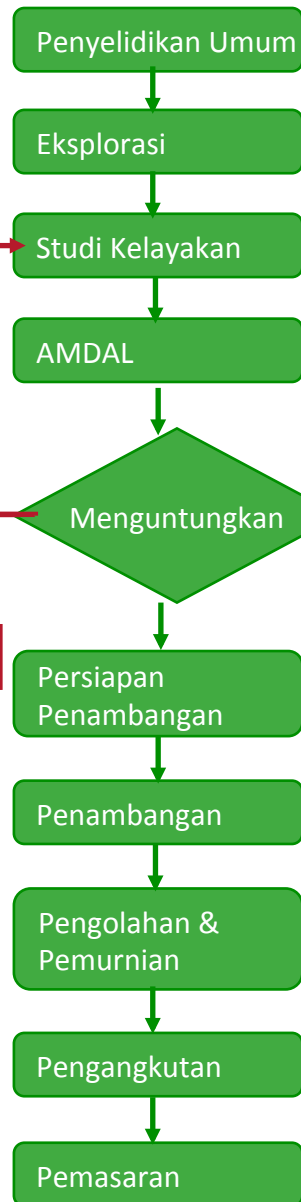 Penyelidikan Umum
Eksplorasi
Studi Kelayakan
AMDAL
Menguntungkan
Persiapan
Penambangan
Penambangan
Pengolahan &
Pemurnian
Pengangkutan
Pemasaran